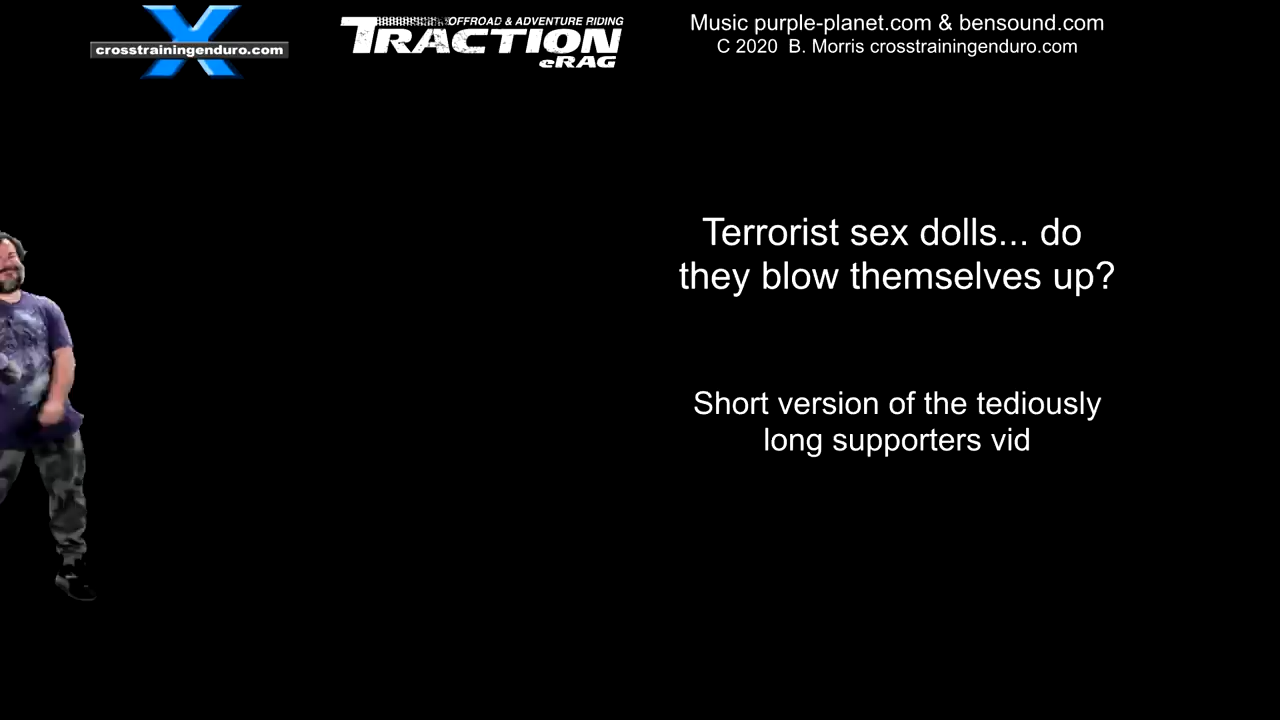 crosstrainingenduro.com
OFFROAD & ADVENTURE RIDING
TRACTION
eRAG
Music purple-planet.com & bensound.com
C 2020 B. Morris crosstrainingenduro.com
Terrorist sex dolls... do
they blow themselves up?
Short version of the tediously
long supporters vid